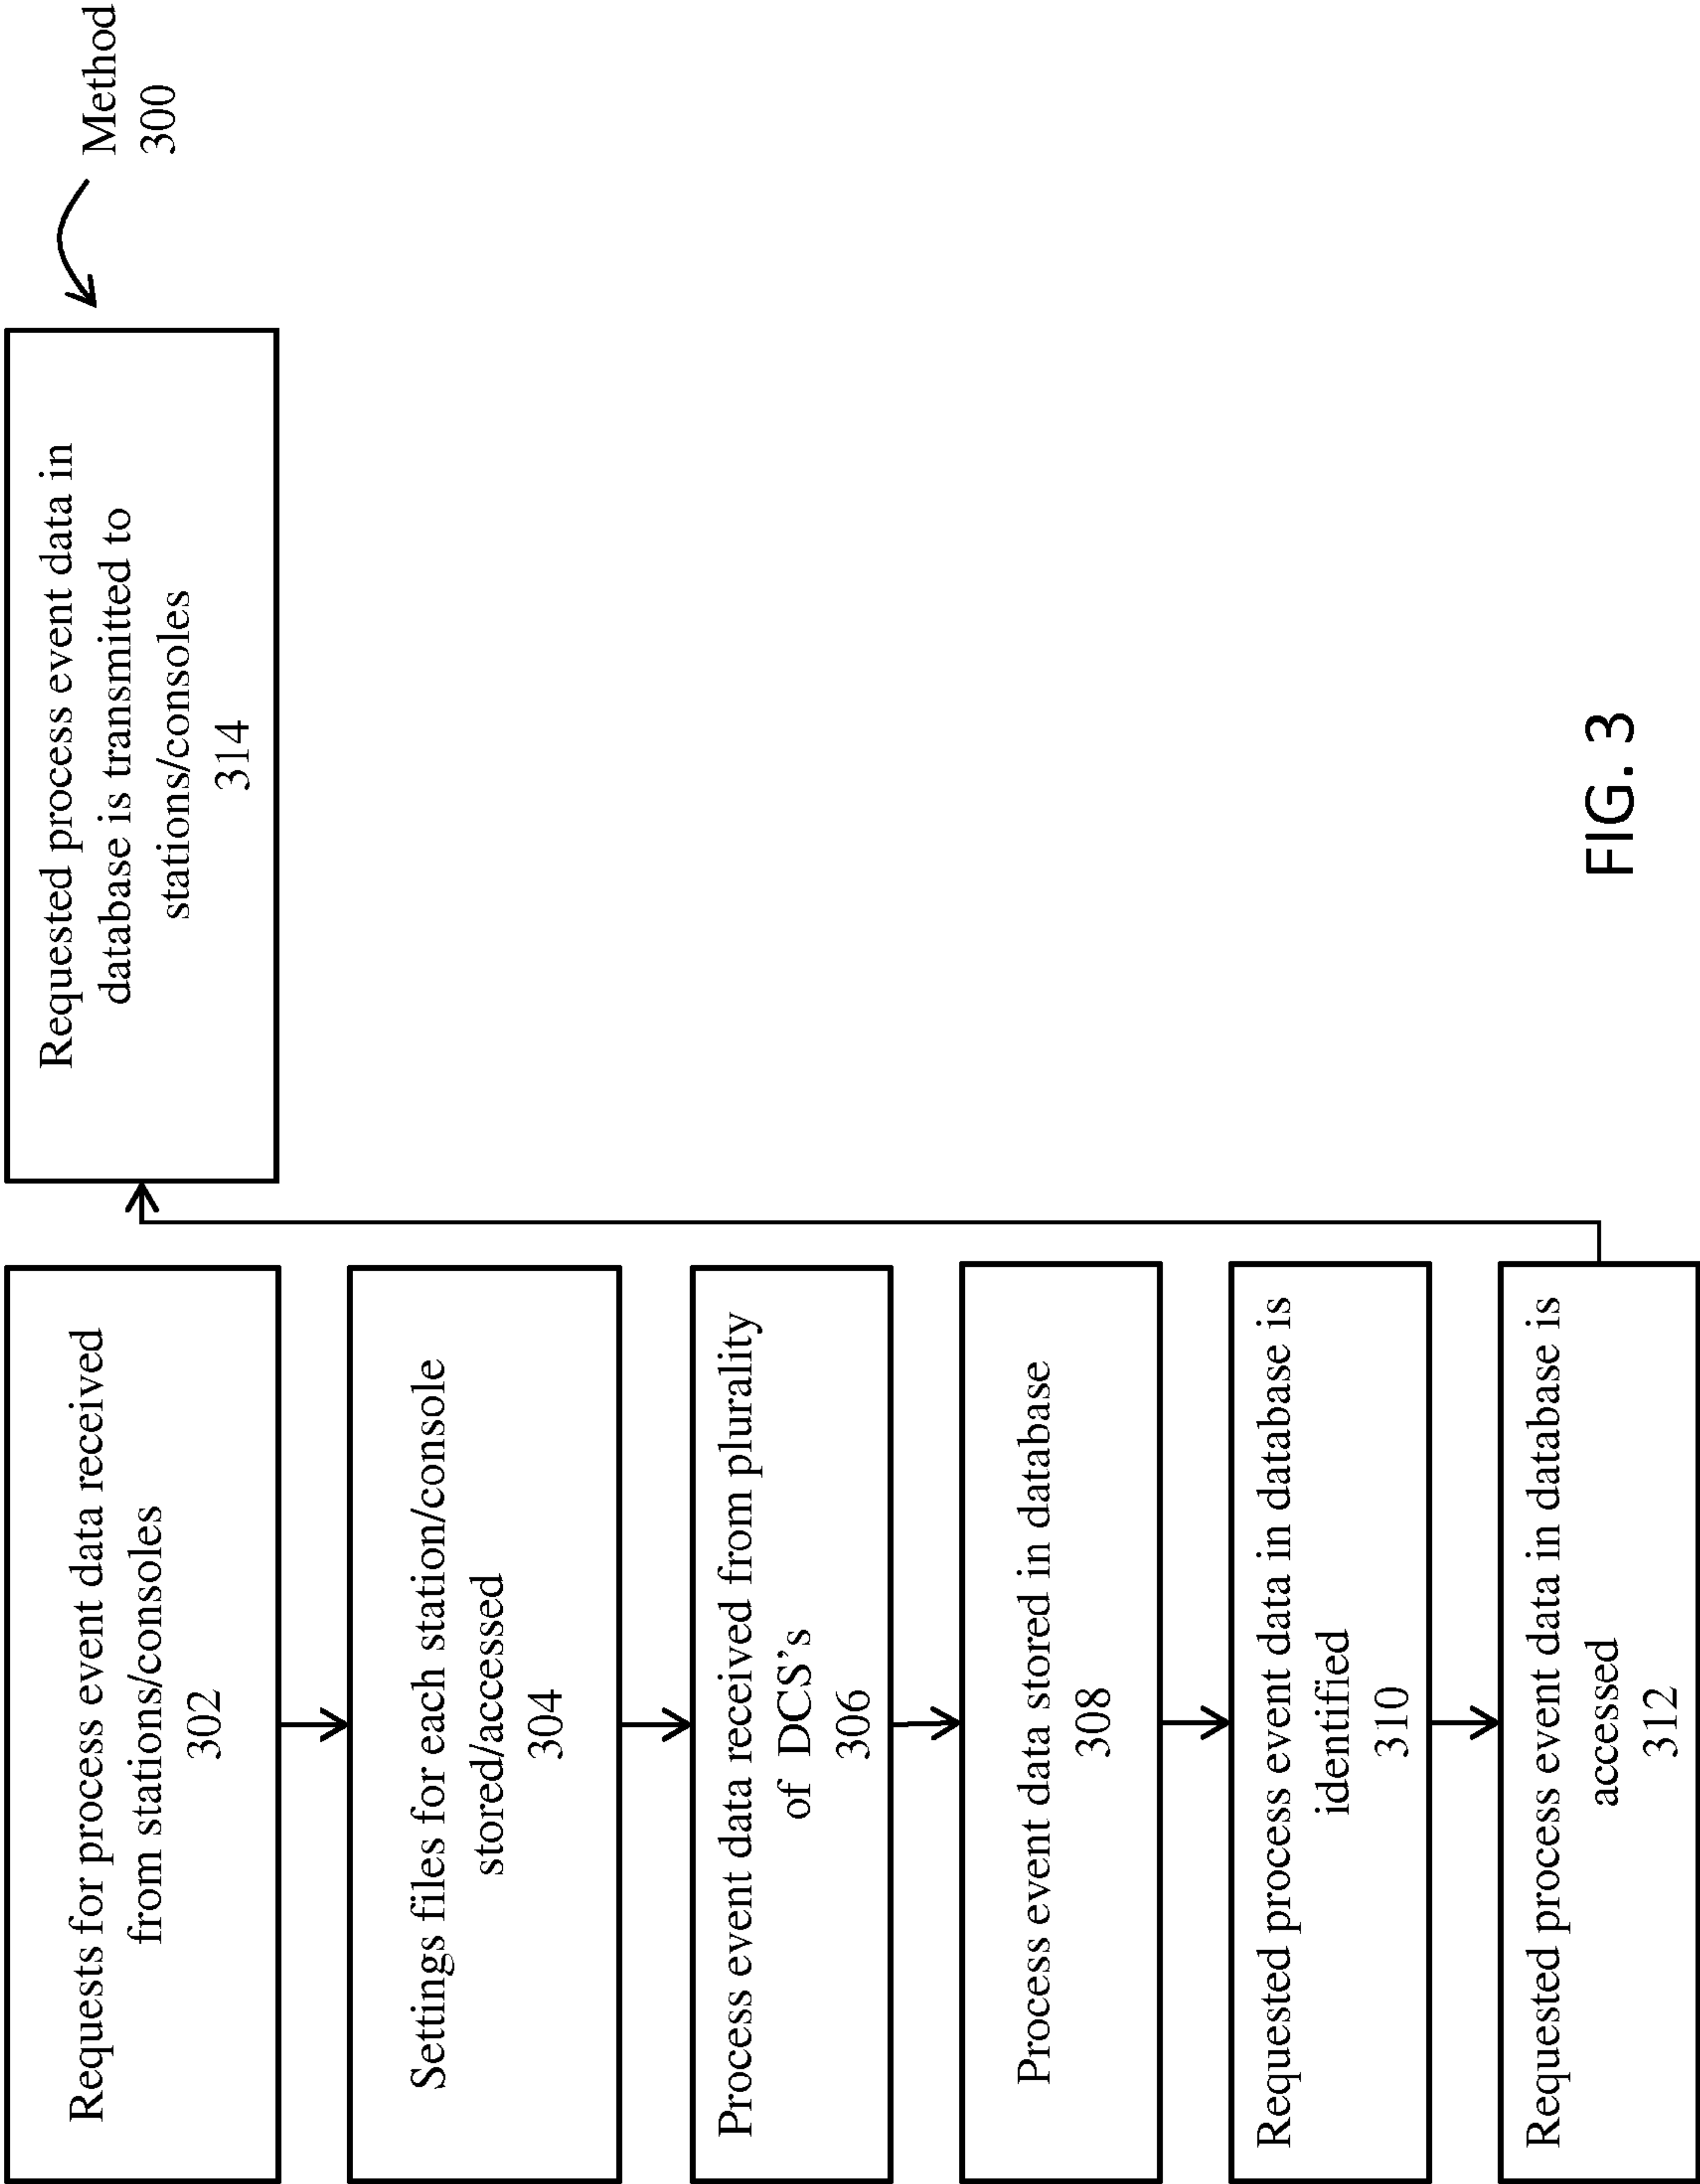 Requests for process event data received
from stations/consoles
302
Settings files for each station/console
stored/accessed
304
Process event data received from plurality
of DCS's
306
Process event data stored in database
308
Requested process event data in database is
identified
310
Requested process event data in database is
accessed
312
Requested process event data in
database is transmitted to
stations/consoles
314
Method
300
FIG. 3